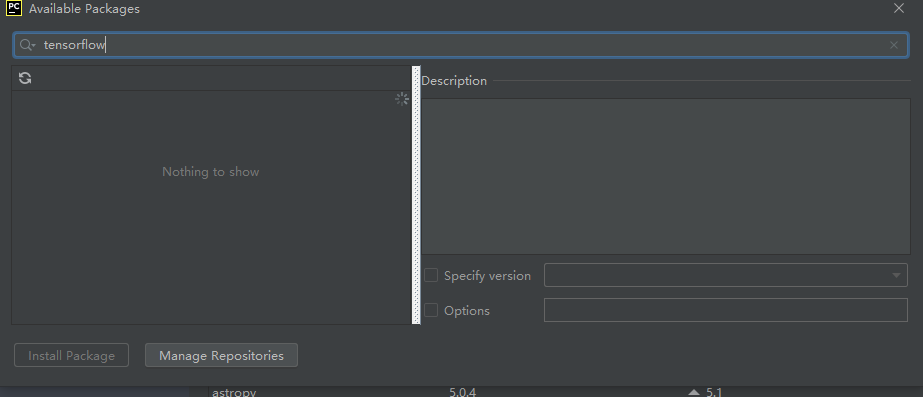 PC Available Packages
tensorflow
Description
Nothing to show
Specify version
Options
Install Package Manage Repositories
astropy 5.0.4 5.1